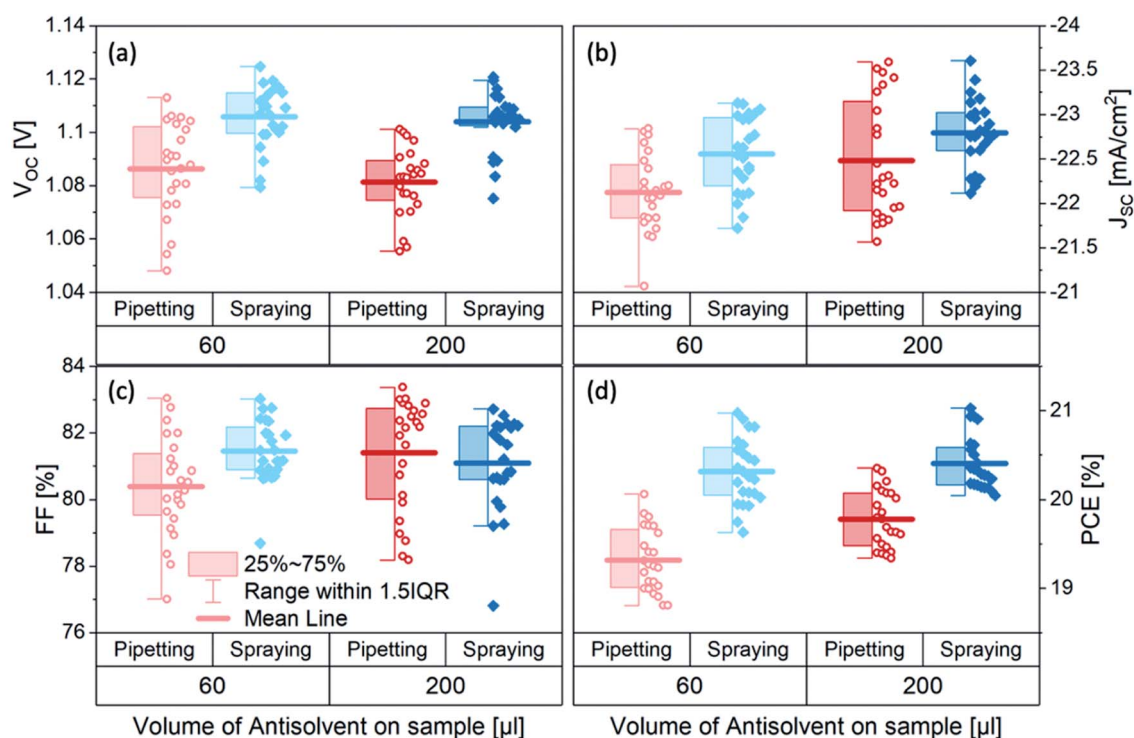 (a)
V_OC [V]
1.14
1.12
1.10
1.08
1.06
1.04
Pipetting Spraying Pipetting Spraying
60 200
(b)
-24
-23.5
-23
-22.5
-22
-21.5
-21
J_SC [mA/cm²]
Pipetting Spraying Pipetting Spraying
60 200
(c)
FF [%]
84
82
80
78
76
25%~75%
Range within 1.5IQR
Mean Line
Pipetting Spraying Pipetting Spraying
60 200
Volume of Antisolvent on sample [µl]
(d)
21
20
19
PCE [%]
Pipetting Spraying Pipetting Spraying
60 200
Volume of Antisolvent on sample [µl]